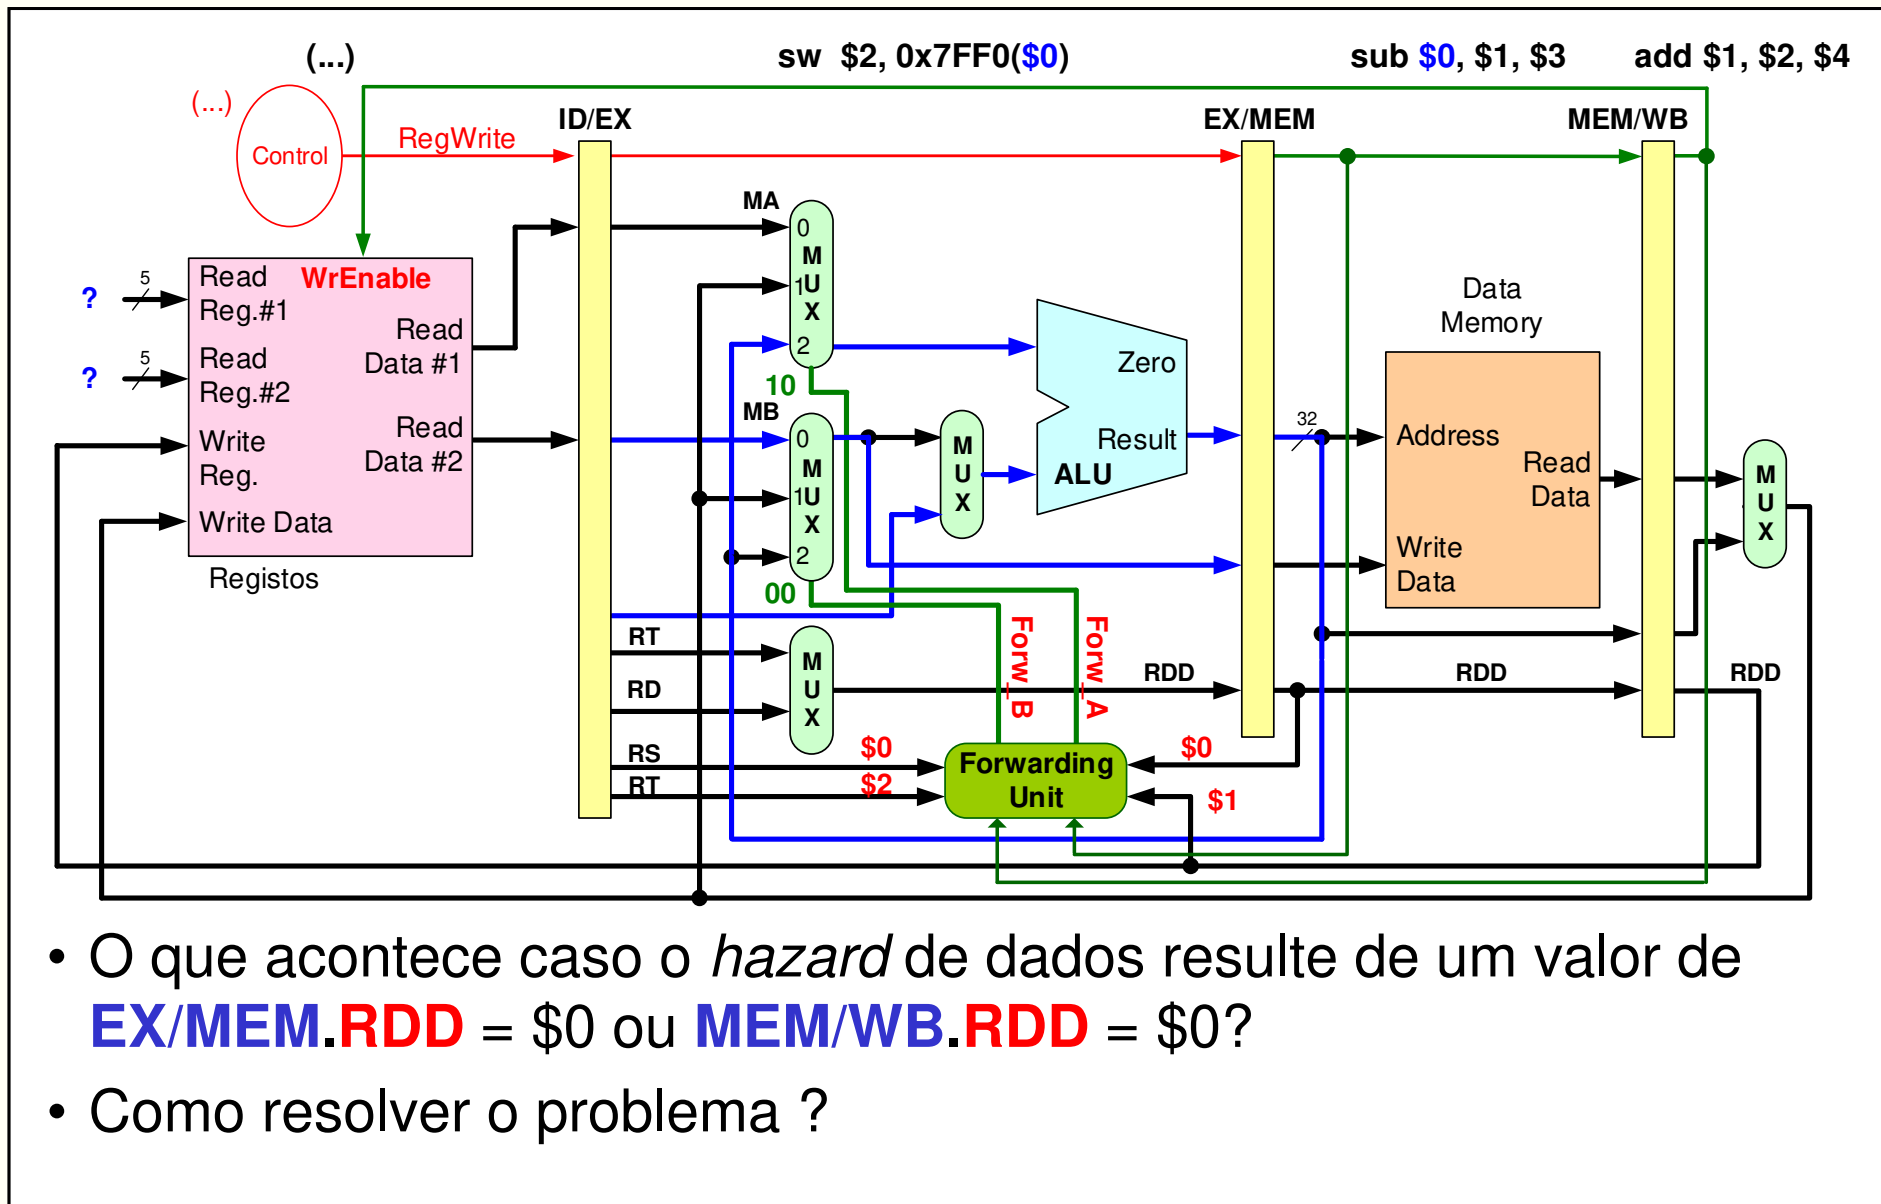 (...)
sw $2, 0x7FF0($0)
sub $0, $1, $3
add $1, $2, $4
(...)
Control
RegWrite
ID/EX
EX/MEM
MEM/WB
MA
0
M
1U
X
2
10
?
5
Read
Reg.#1
WrEnable
Read
Data #1
?
5
Read
Reg.#2
Write
Reg.
Read
Data #2
Write Data
Registos
MB
0
M
1U
X
2
00
M
U
X
Zero
Result
ALU
32
Data
Memory
Address
Read
Data
Write
Data
M
U
X
RT
RD
M
U
X
Forw_B
Forw_A
RDD
RDD
RDD
RS
$0
RT
$2
Forwarding
Unit
$0
$1
• O que acontece caso o hazard de dados resulte de um valor de
EX/MEM.RDD = $0 ou MEM/WB.RDD = $0?
• Como resolver o problema ?